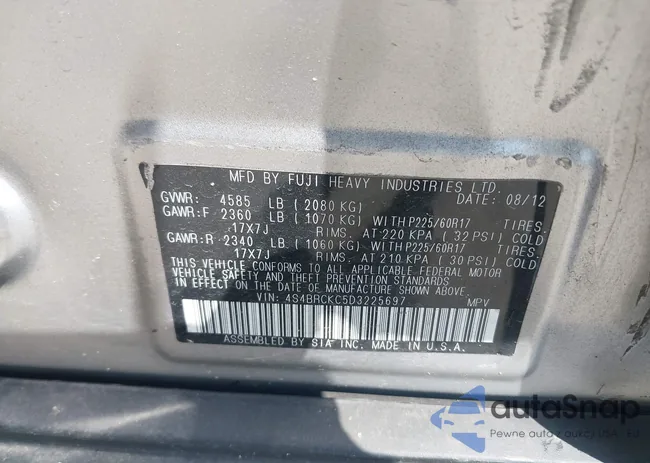 MFD BY FUJI HEAVY INDUSTRIES LTD.
GVWR: 4585 LB (2080 KG) DATE: 08/12
GAWR:F 2360 LB (1070 KG) WITH P225/60R17 TIRES.
17X7J RIMS. AT 220 KPA (32 PSI) COLD
GAWR:R 2340 LB (1060 KG) WITH P225/60R17 TIRES.
17X7J RIMS. AT 210 KPA (30 PSI) COLD
THIS VEHICLE CONFORMS TO ALL APPLICABLE FEDERAL MOTOR
VEHICLE SAFETY AND THEFT PREVENTION STANDARDS
IN EFFECT ON THE DATE OF MANUFACTURE SHOWN ABOVE.
VIN: 4S4BRCKC5D3225697 MPV
ASSEMBLED BY SIA INC. MADE IN U.S.A.
autoSnap
Pewne auto z aukcji USA